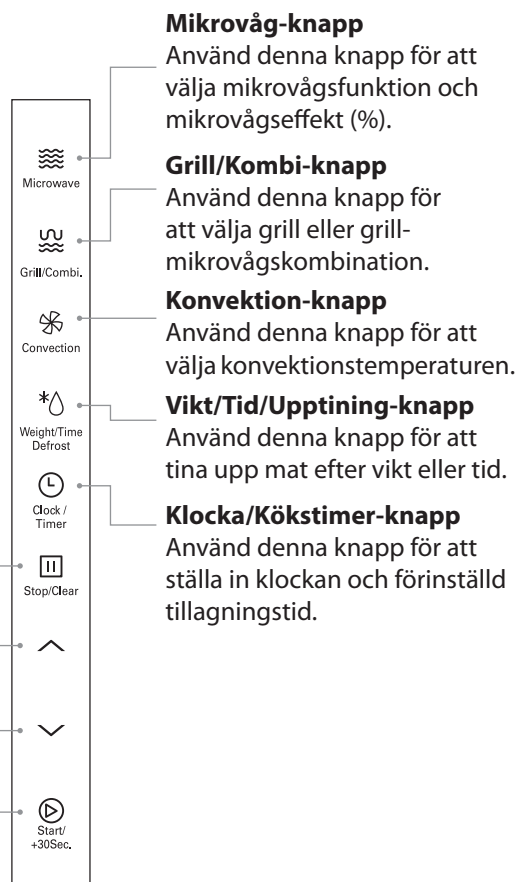 Mikrovåg-knapp
Använd denna knapp för att
välja mikrovågsfunktion och
mikrovågseffekt (%).
Grill/Kombi-knapp
Använd denna knapp för
att välja grill eller grill-
mikrovågskombination.
Konvektion-knapp
Använd denna knapp för att
välja konvektionstemperaturen.
Vikt/Tid/Upptining-knapp
Använd denna knapp för att
tina upp mat efter vikt eller tid.
Klocka/Kökstimer-knapp
Använd denna knapp för att
ställa in klockan och förinställd
tillagningstid.
Microwave
Grill/Combi.
Convection
Weight/Time
Defrost
Clock /
Timer
Stop/Clear
Start/
+30Sec.